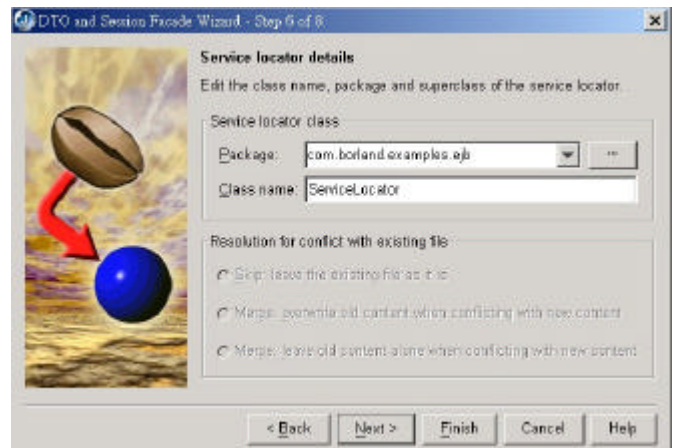 DTO and Session Facade Wizard - Step 6 of 8
Service locator details
Edit the class name, package and superclass of the service locator.
Service locator class
Package: com.borland.examples.ejb ...
Class name: ServiceLocator
Resolution for conflict with existing file
Skip: leave the existing file as it is
Merge: overwrite old content when conflicting with new content
Merge: leave old content alone when conflicting with new content
< Back Next > Finish Cancel Help